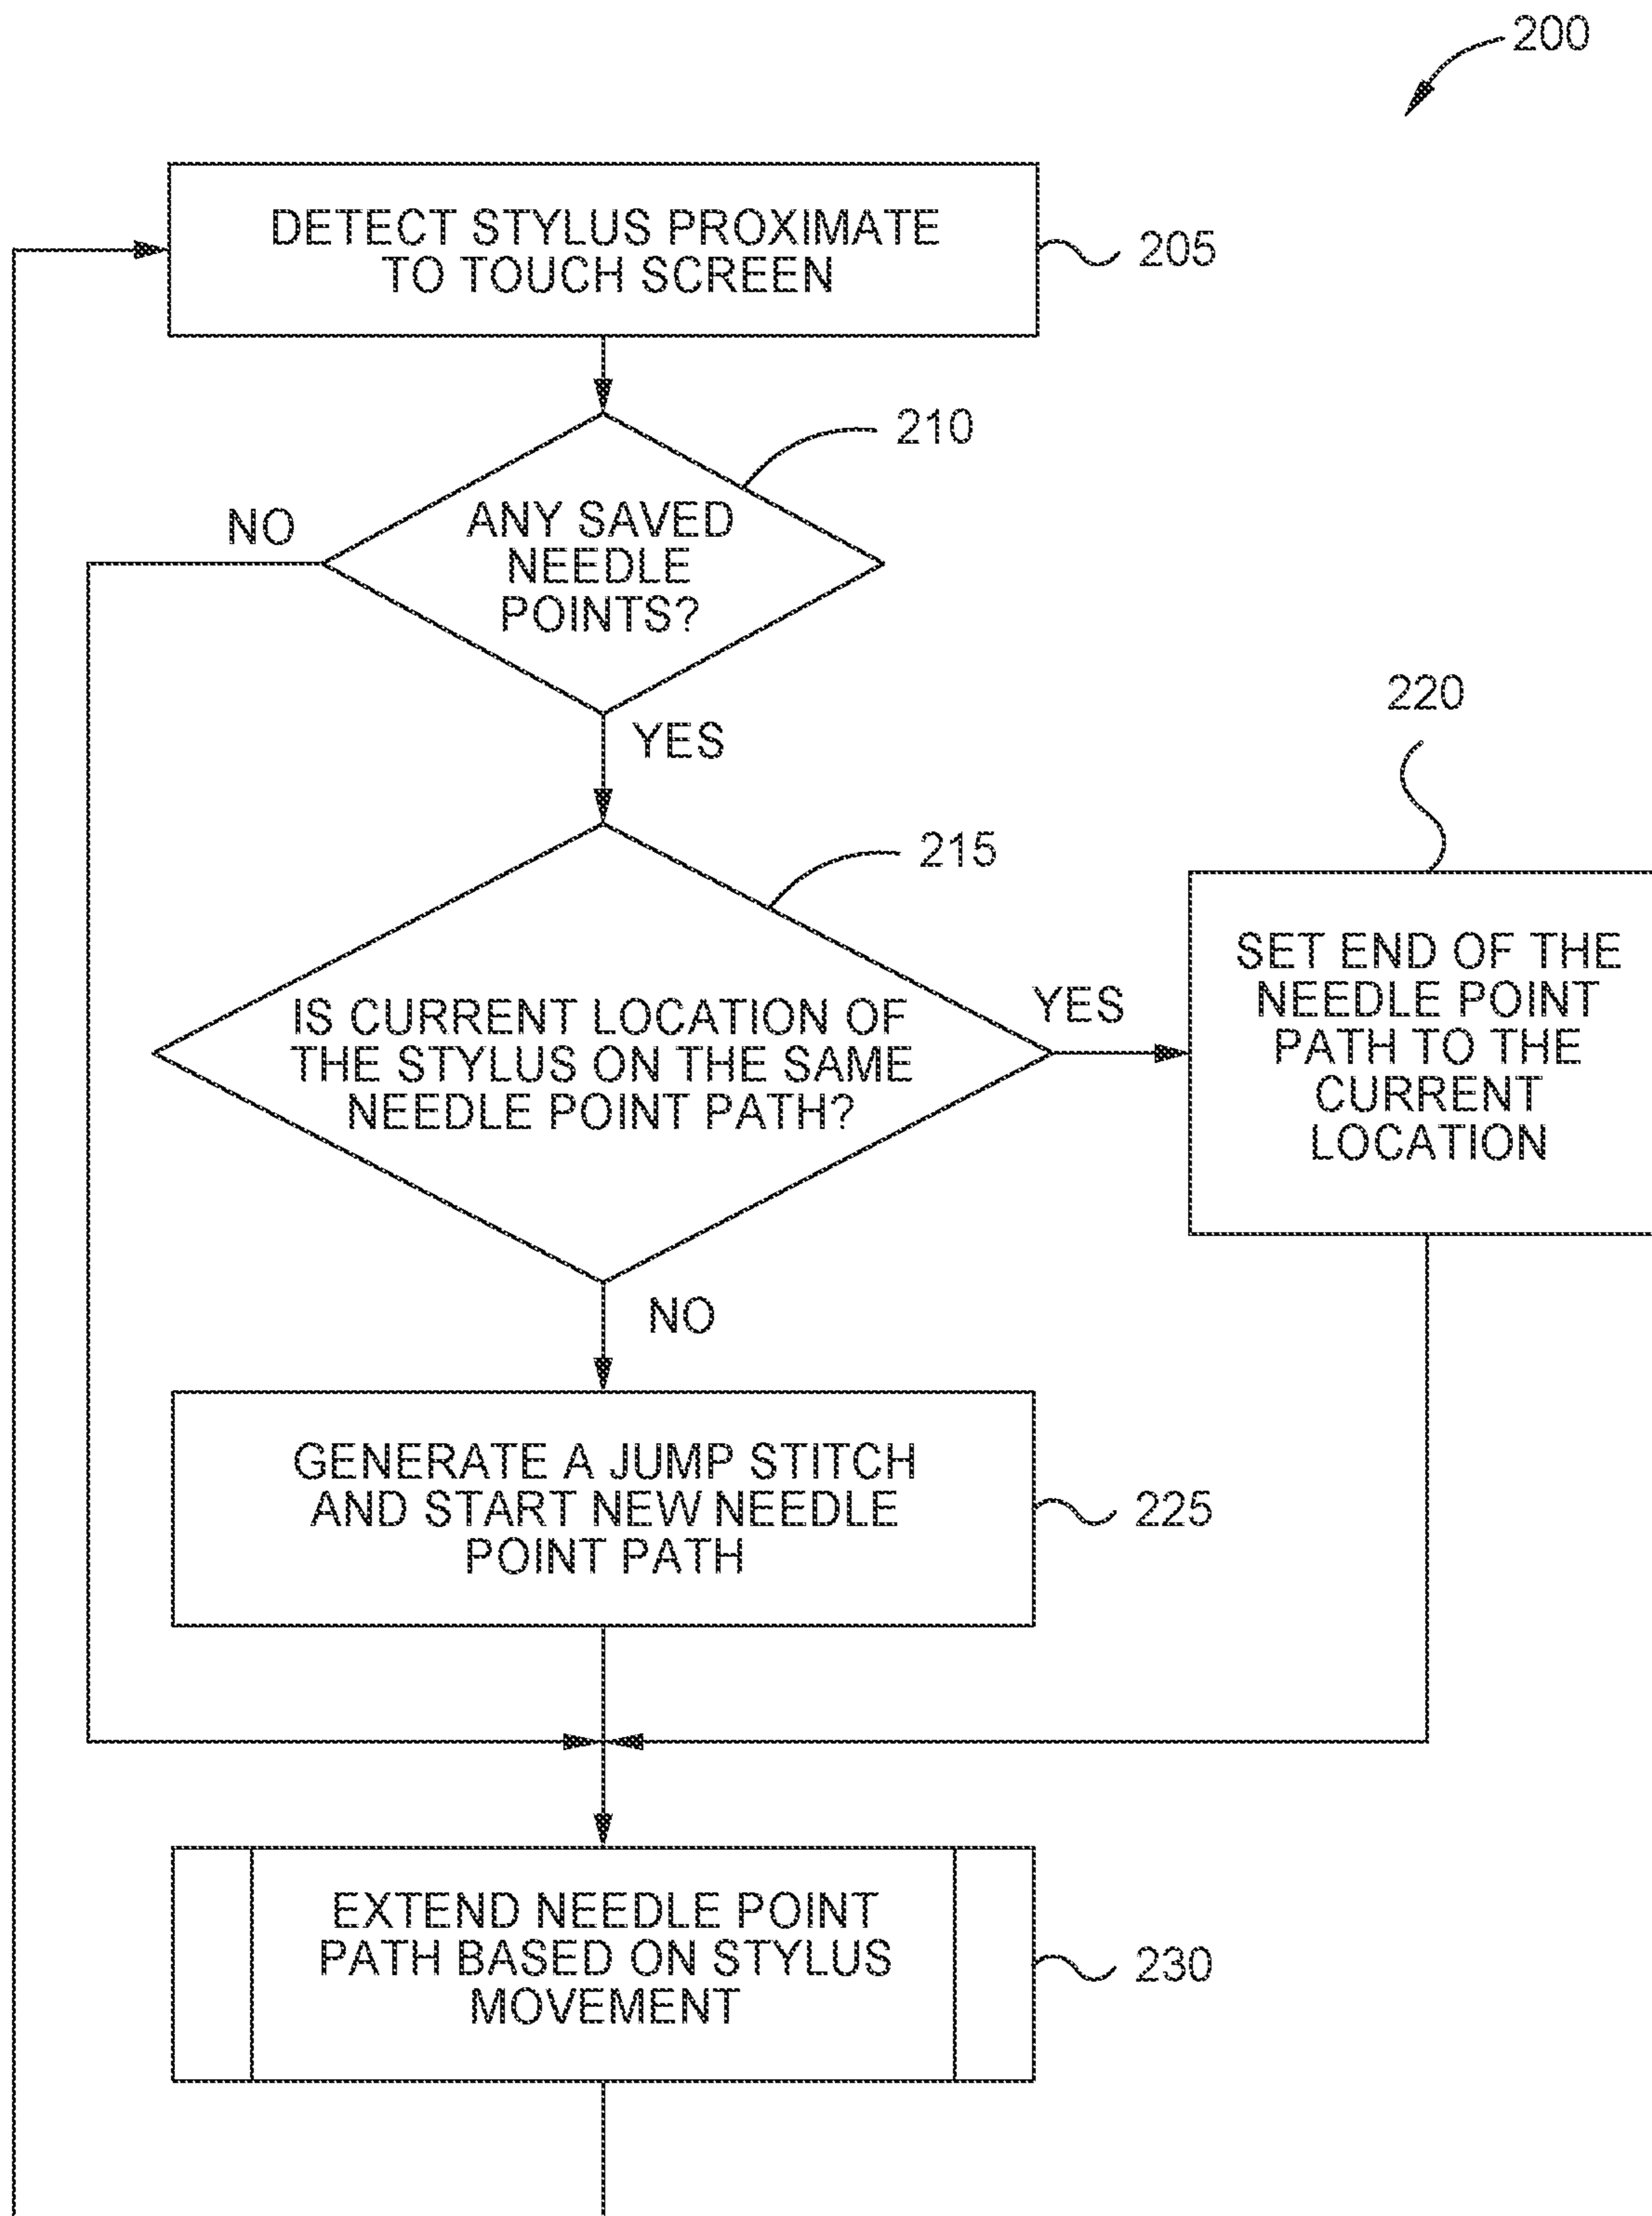 200
DETECT STYLUS PROXIMATE
TO TOUCH SCREEN
205
210
NO
ANY SAVED
NEEDLE
POINTS?
YES
220
215
SET END OF THE
NEEDLE POINT
PATH TO THE
CURRENT
LOCATION
YES
IS CURRENT LOCATION OF
THE STYLUS ON THE SAME
NEEDLE POINT PATH?
NO
GENERATE A JUMP STITCH
AND START NEW NEEDLE
POINT PATH
225
EXTEND NEEDLE POINT
PATH BASED ON STYLUS
MOVEMENT
230